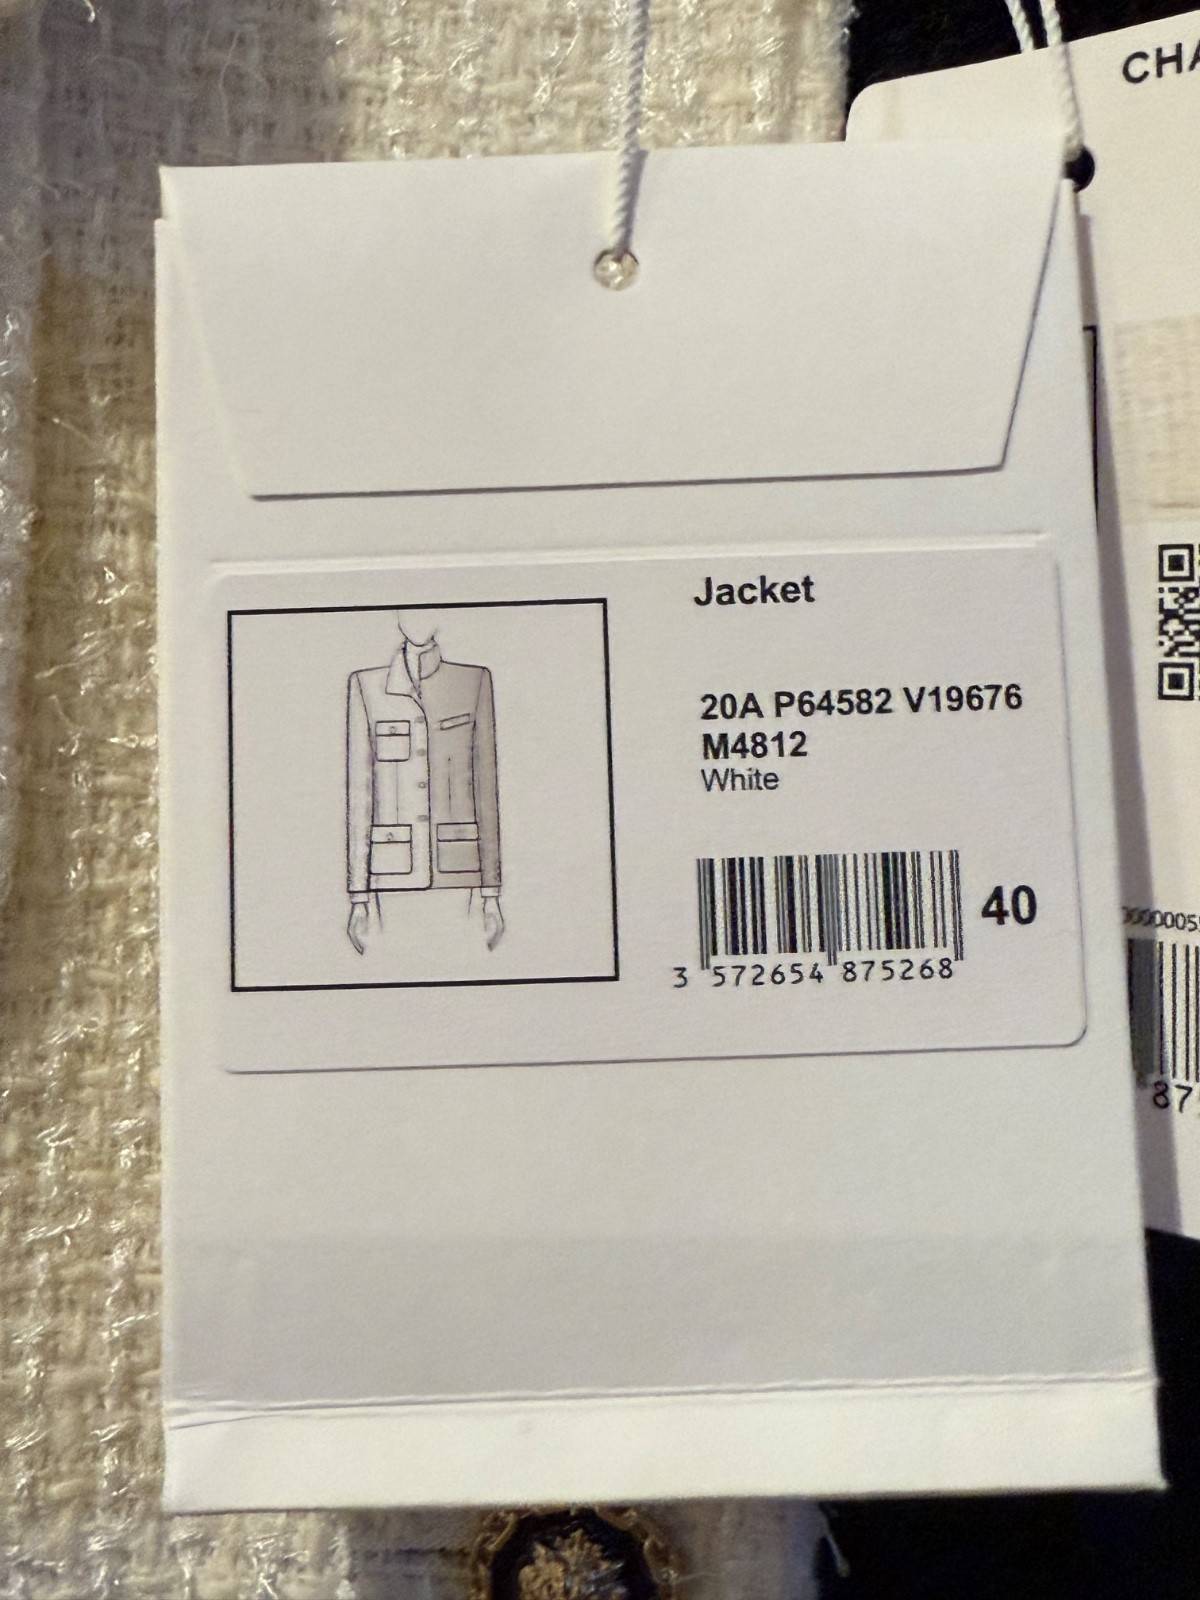 CHA
Jacket
20A P64582 V19676
M4812
White
40
3 572654 875268
87